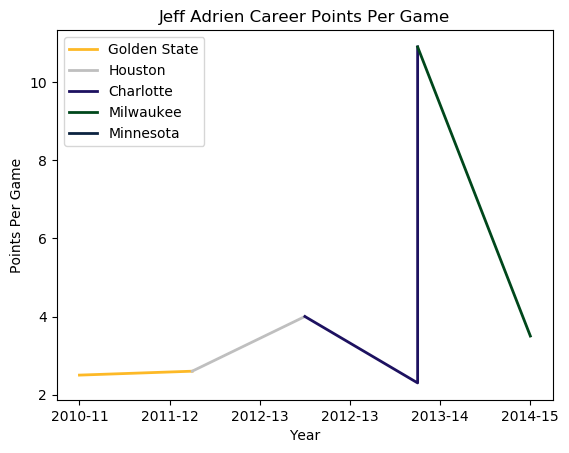 Jeff Adrien Career Points Per Game
Golden State
Houston
Charlotte
Milwaukee
Minnesota
Points Per Game
10
8
6
4
2
2010-11 2011-12 2012-13 2012-13 2013-14 2014-15
Year